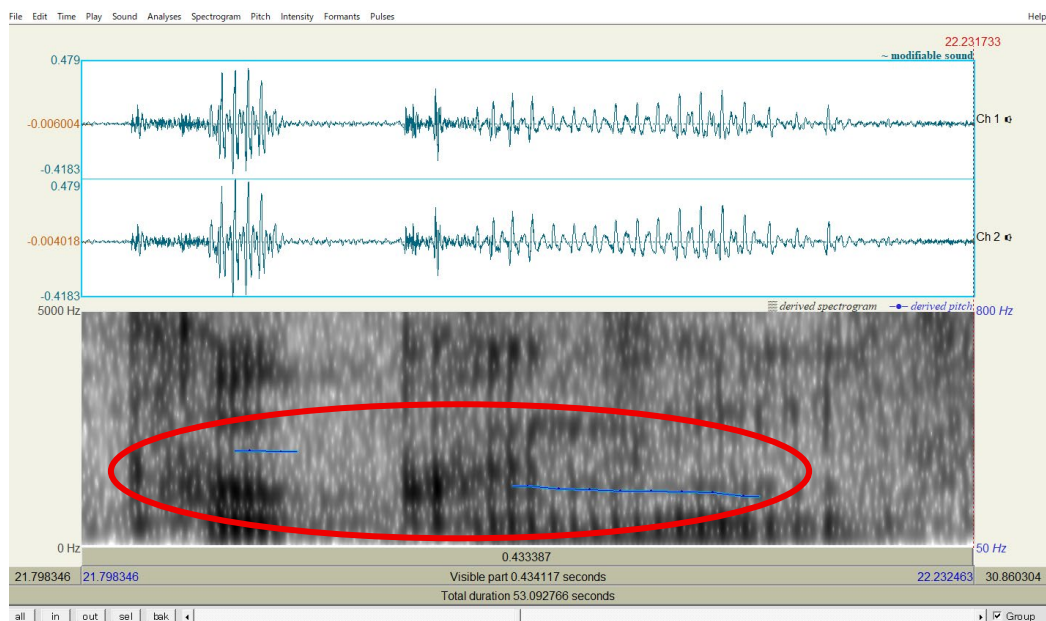 File Edit Time Play Sound Analyses Spectrogram Pitch Intensity Formants Pulses Help
22.231733
0.479 ~ modifiable sound
-0.006004 Ch 1
-0.4183
0.479
-0.004018 Ch 2
-0.4183
5000 Hz derived spectrogram derived pitch 800 Hz
0 Hz 50 Hz
0.433387
21.798346 21.798346 Visible part 0.434117 seconds 22.232463 30.860304
Total duration 53.092766 seconds
all in out sel bak Group